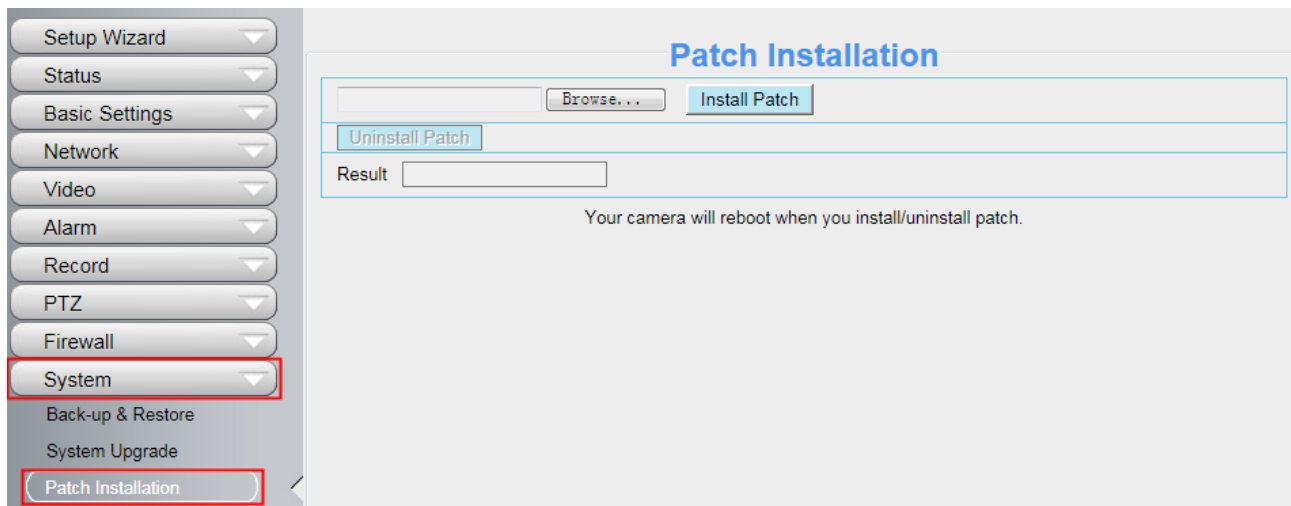 Setup Wizard
Status
Basic Settings
Network
Video
Alarm
Record
PTZ
Firewall
System
Back-up & Restore
System Upgrade
Patch Installation
Patch Installation
Browse... Install Patch
Uninstall Patch
Result
Your camera will reboot when you install/uninstall patch.